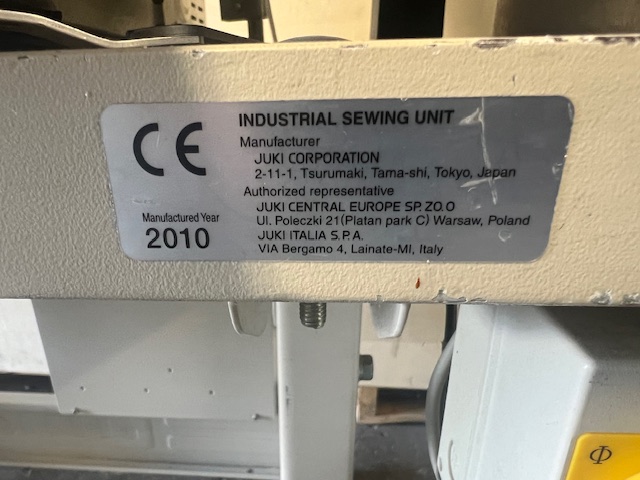 CE
INDUSTRIAL SEWING UNIT
Manufacturer
JUKI CORPORATION
2-11-1, Tsurumaki, Tama-shi, Tokyo, Japan
Authorized representative
JUKI CENTRAL EUROPE SP. ZO.O
Ul. Poleczki 21(Platan park C) Warsaw, Poland
JUKI ITALIA S.P.A.
VIA Bergamo 4, Lainate-MI, Italy
Manufactured Year
2010
Φ